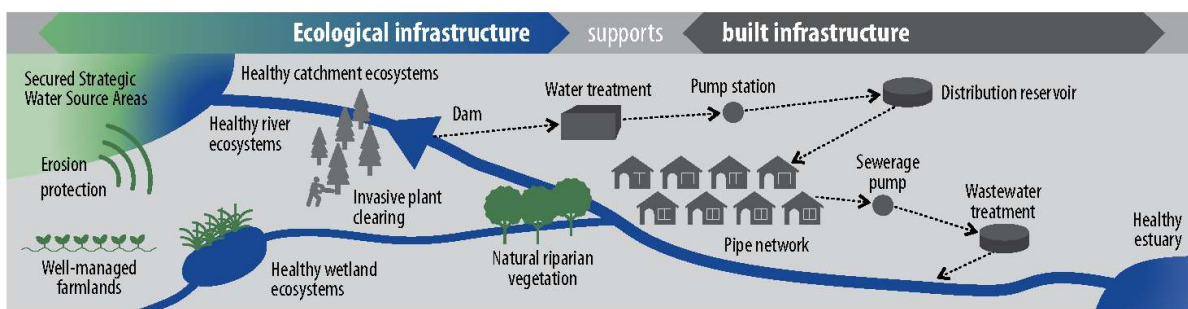 Ecological infrastructure supports built infrastructure
Secured Strategic
Water Source Areas
Healthy catchment ecosystems
Healthy river
ecosystems
Erosion
protection
Invasive plant
clearing
Well-managed
farmlands
Healthy wetland
ecosystems
Natural riparian
vegetation
Dam
Water treatment
Pump station
Distribution reservoir
Pipe network
Sewerage
pump
Wastewater
treatment
Healthy
estuary